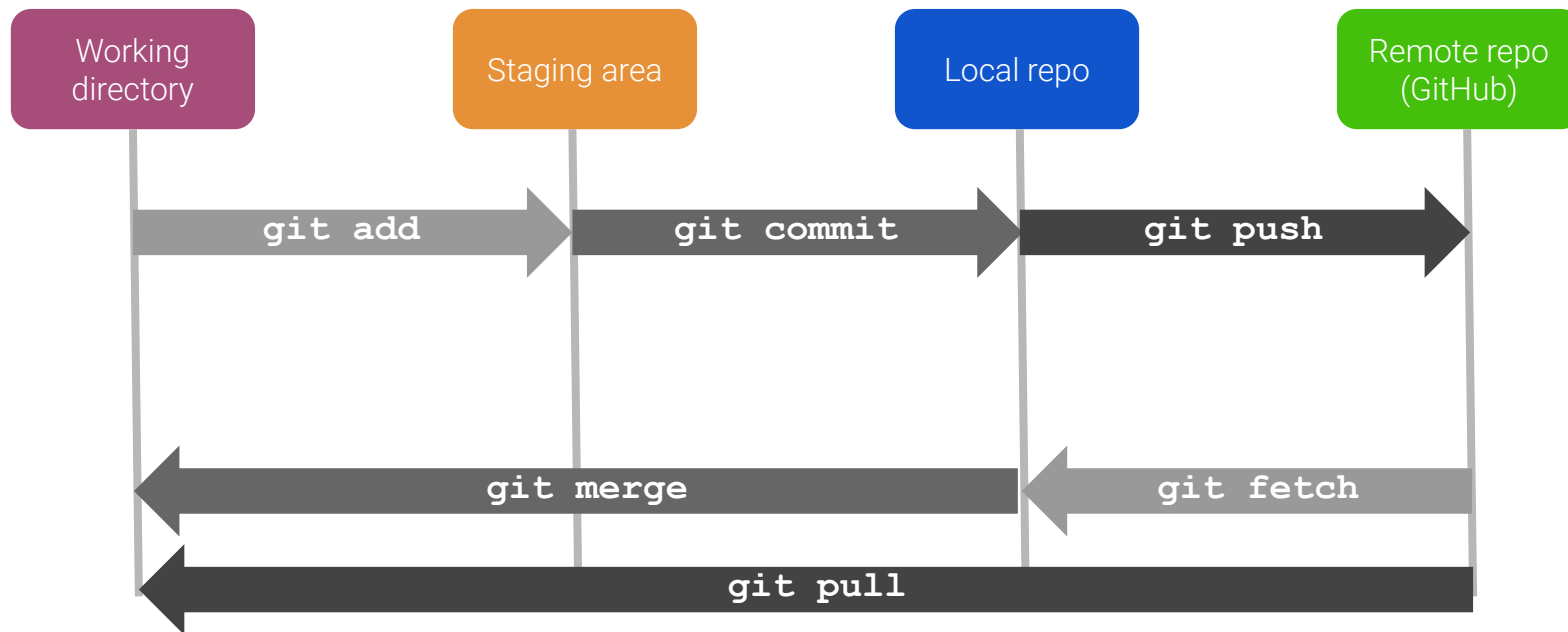 Working
directory
Staging area
Local repo
Remote repo
(GitHub)
git add
git commit
git push
git merge
git fetch
git pull